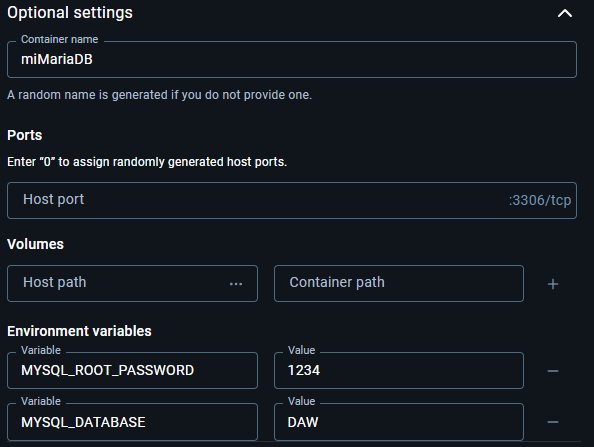 Optional settings
Container name
miMariaDB
A random name is generated if you do not provide one.
Ports
Enter “0” to assign randomly generated host ports.
Host port :3306/tcp
Volumes
Host path ··· Container path +
Environment variables
Variable Value
MYSQL_ROOT_PASSWORD 1234 −
Variable Value
MYSQL_DATABASE DAW −